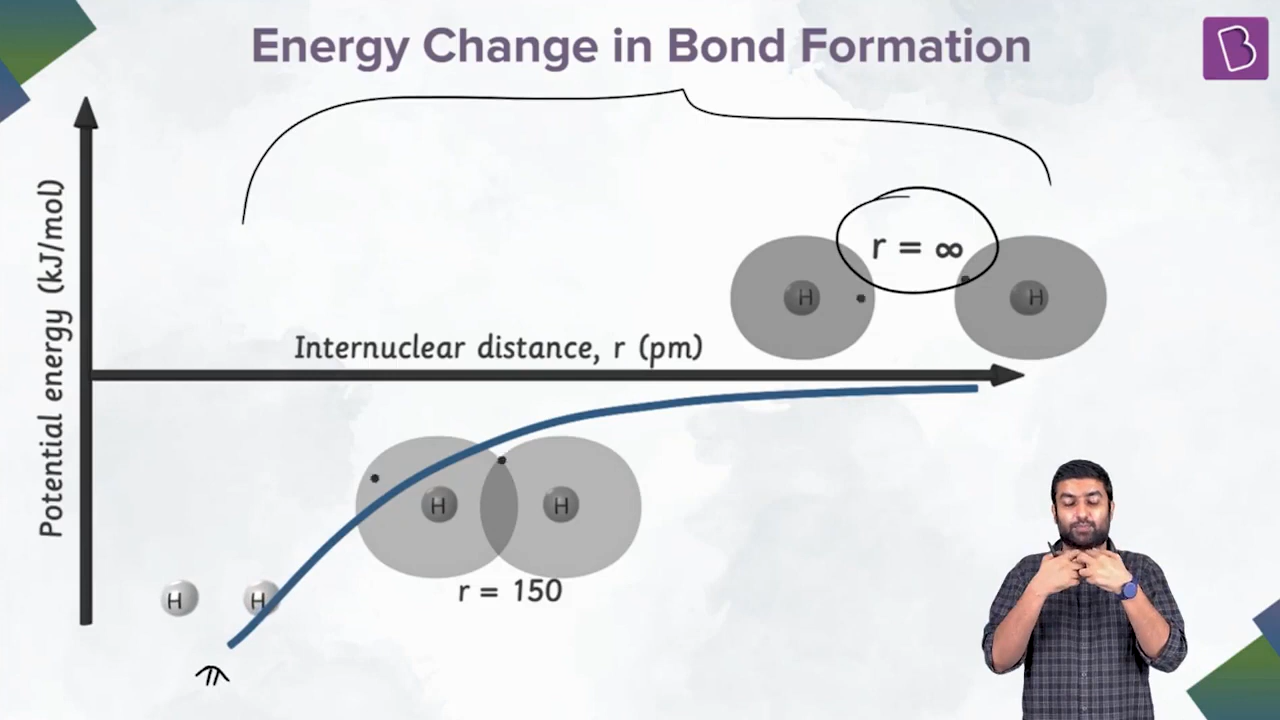 Energy Change in Bond Formation
B
Potential energy (kJ/mol)
r = ∞
H
H
Internuclear distance, r (pm)
H
H
r = 150
H
H